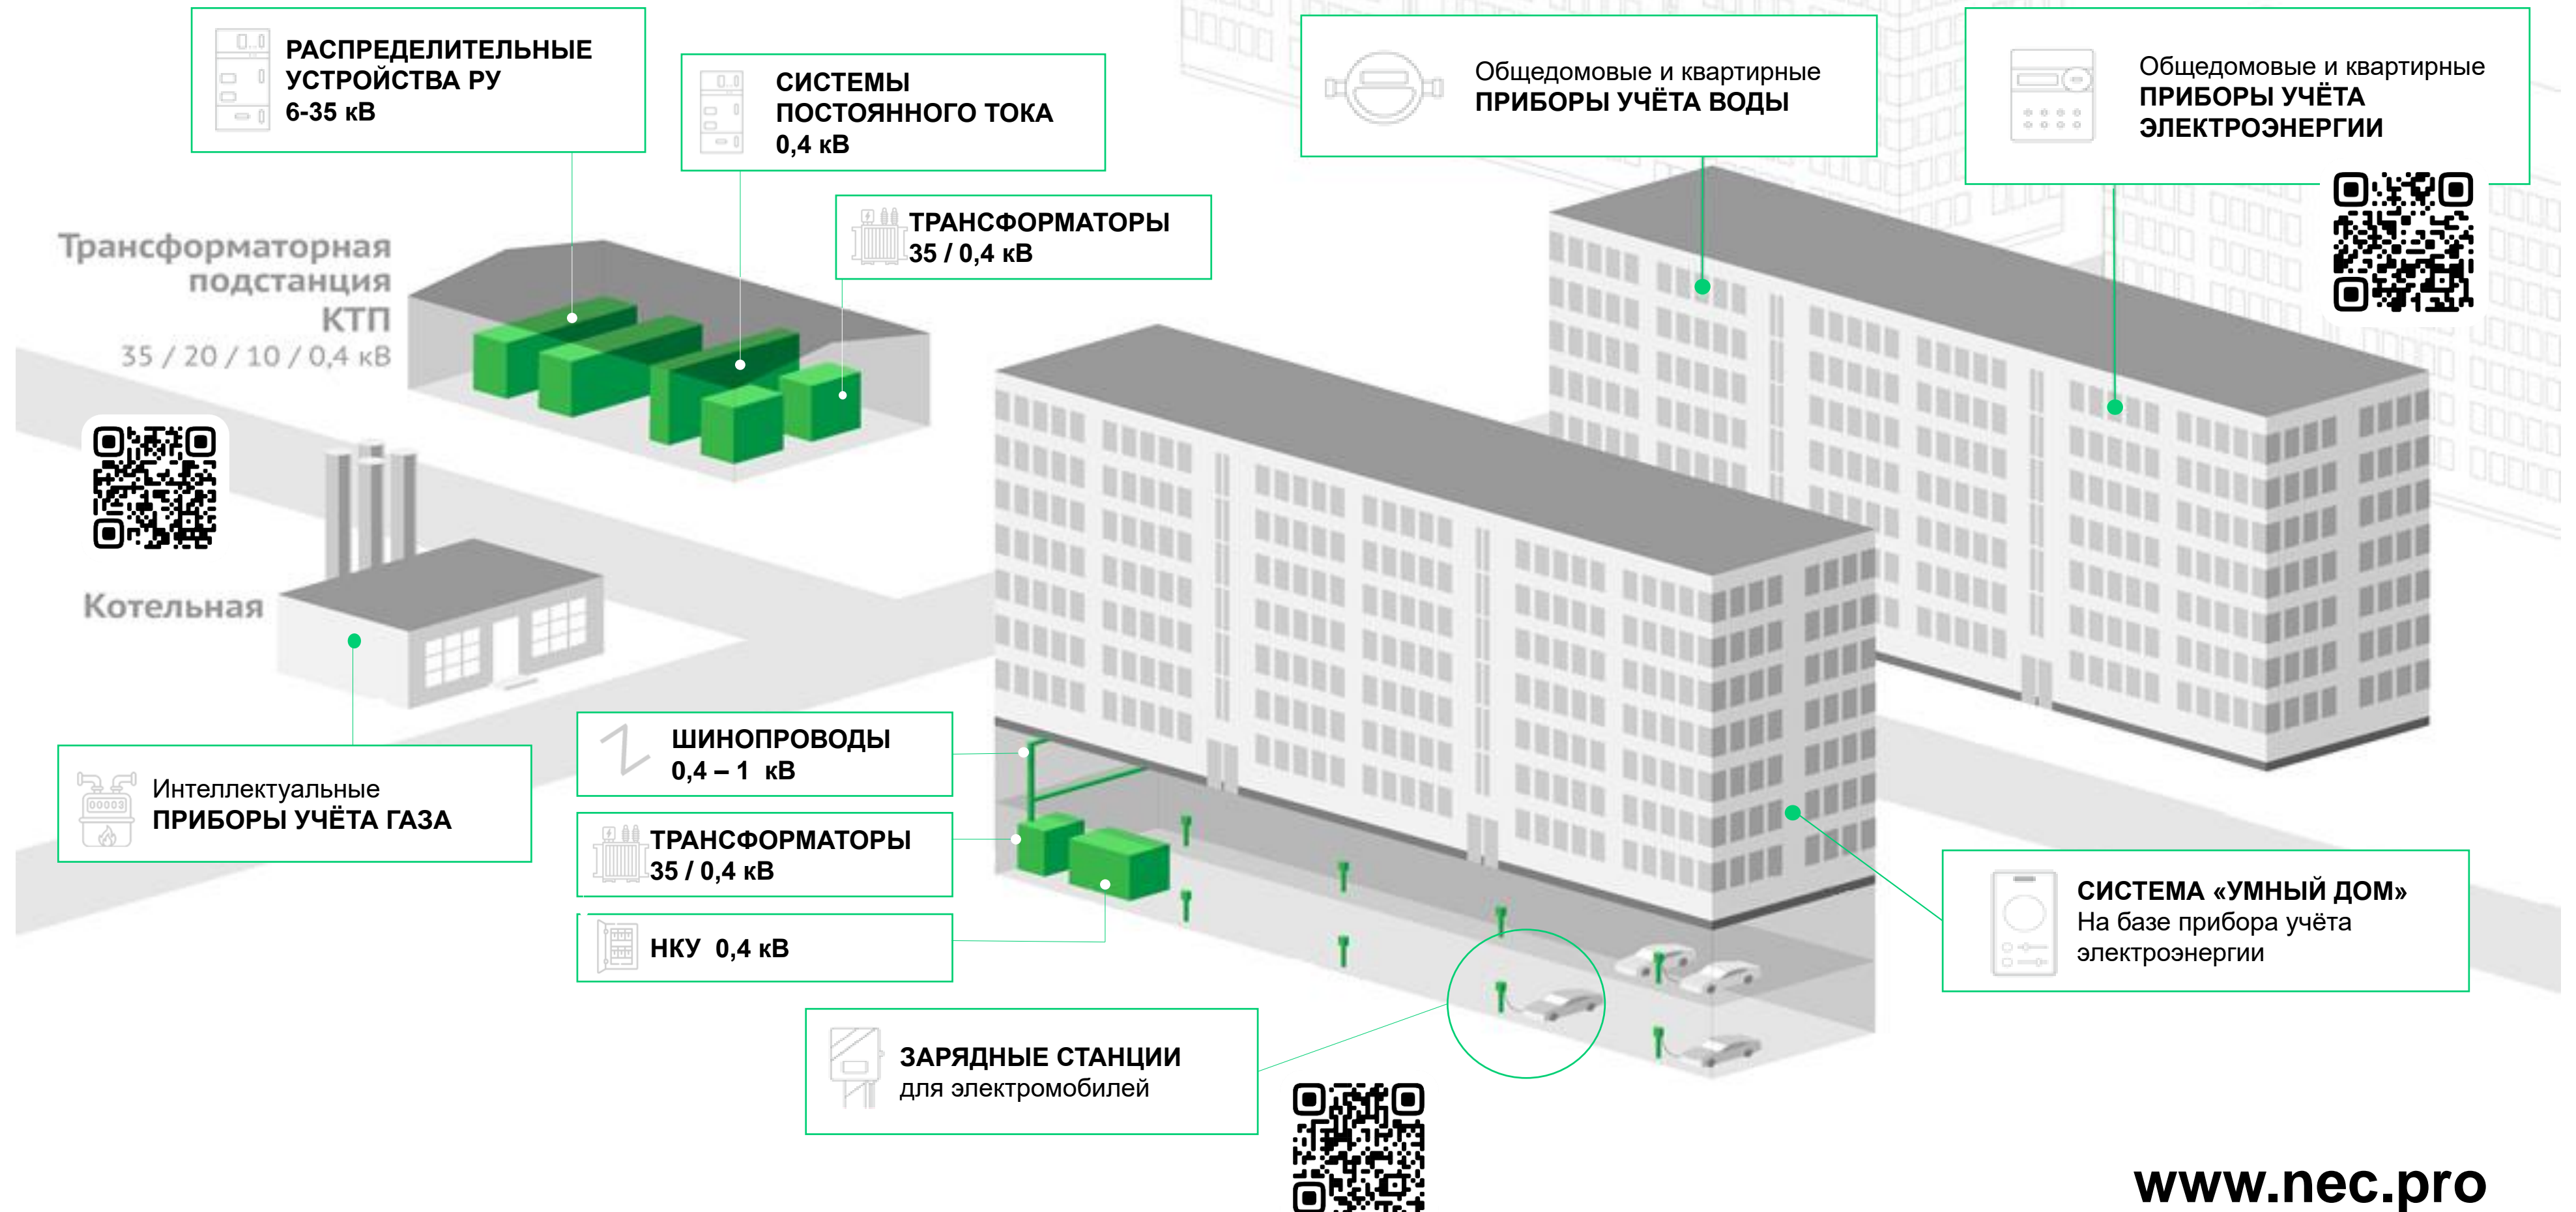 РАСПРЕДЕЛИТЕЛЬНЫЕ
УСТРОЙСТВА РУ
6-35 кВ
СИСТЕМЫ
ПОСТОЯННОГО ТОКА
0,4 кВ
ТРАНСФОРМАТОРЫ
35 / 0,4 кВ
Общедомовые и квартирные
ПРИБОРЫ УЧЁТА ВОДЫ
Общедомовые и квартирные
ПРИБОРЫ УЧЁТА
ЭЛЕКТРОЭНЕРГИИ
Трансформаторная
подстанция
КТП
35 / 20 / 10 / 0,4 кВ
Котельная
00003
Интеллектуальные
ПРИБОРЫ УЧЁТА ГАЗА
ШИНОПРОВОДЫ
0,4 – 1 кВ
ТРАНСФОРМАТОРЫ
35 / 0,4 кВ
НКУ 0,4 кВ
ЗАРЯДНЫЕ СТАНЦИИ
для электромобилей
СИСТЕМА «УМНЫЙ ДОМ»
На базе прибора учёта
электроэнергии
www.nec.pro